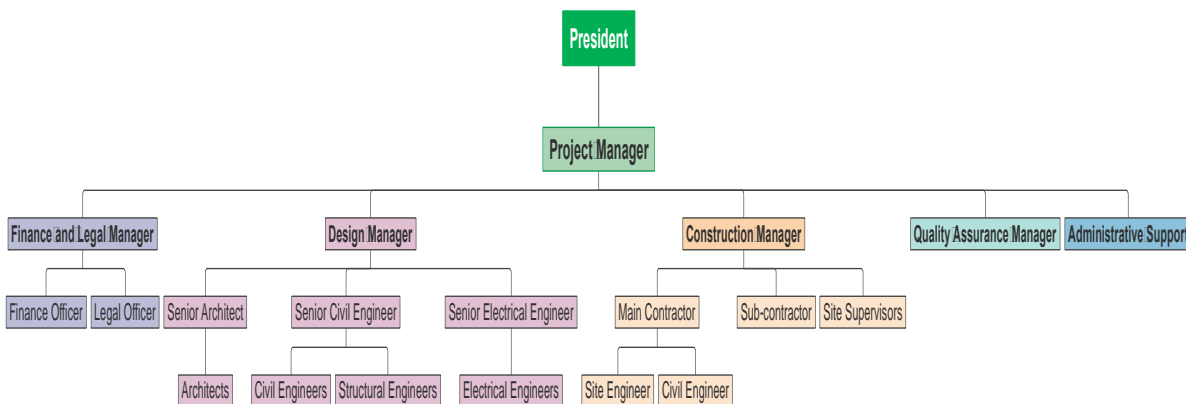 President
Project Manager
Finance and Legal Manager
Design Manager
Construction Manager
Quality Assurance Manager
Administrative Support
Finance Officer
Legal Officer
Senior Architect
Senior Civil Engineer
Senior Electrical Engineer
Main Contractor
Sub-contractor
Site Supervisors
Architects
Civil Engineers
Structural Engineers
Electrical Engineers
Site Engineer
Civil Engineer